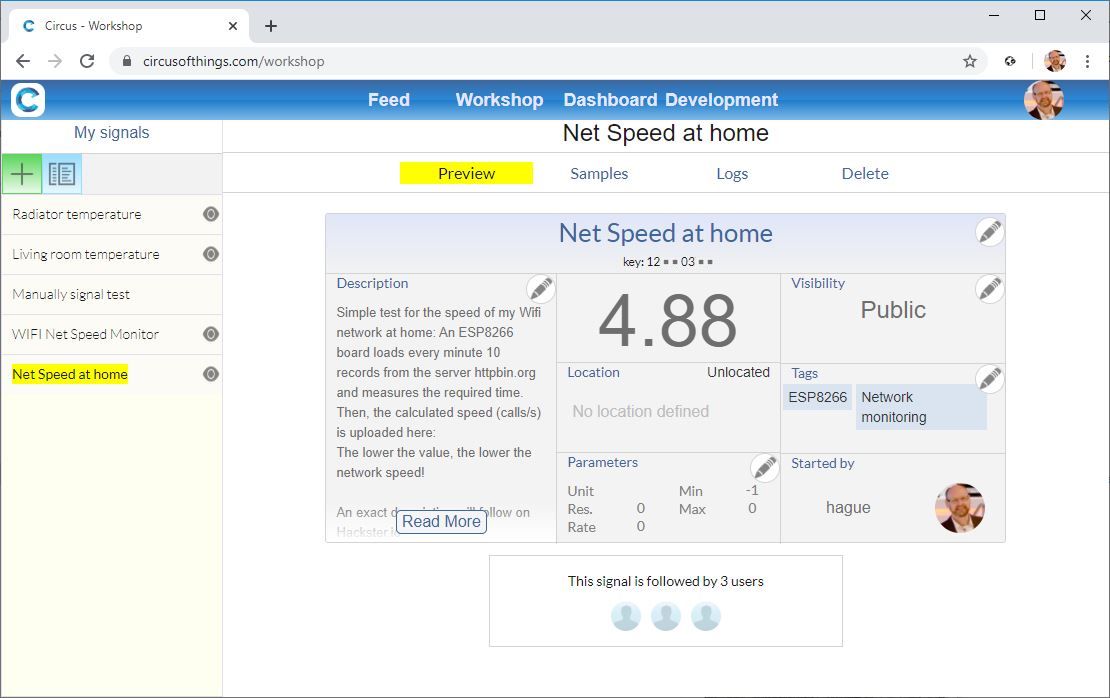 Circus - Workshop
circusofthings.com/workshop
Feed Workshop Dashboard Development
My signals
Radiator temperature
Living room temperature
Manually signal test
WIFI Net Speed Monitor
Net Speed at home
Net Speed at home
Preview Samples Logs Delete
Net Speed at home
key: 12 ▪ ▪ 03 ▪ ▪
Description
Simple test for the speed of my Wifi
network at home: An ESP8266
board loads every minute 10
records from the server httpbin.org
and measures the required time.
Then, the calculated speed (calls/s)
is uploaded here:
The lower the value, the lower the
network speed!
An exact will follow on
Read More
4.88
Location Unlocated
No location defined
Parameters
Unit Min -1
Res. 0 Max 0
Rate 0
Visibility
Public
Tags
ESP8266 Network
monitoring
Started by
hague
This signal is followed by 3 users